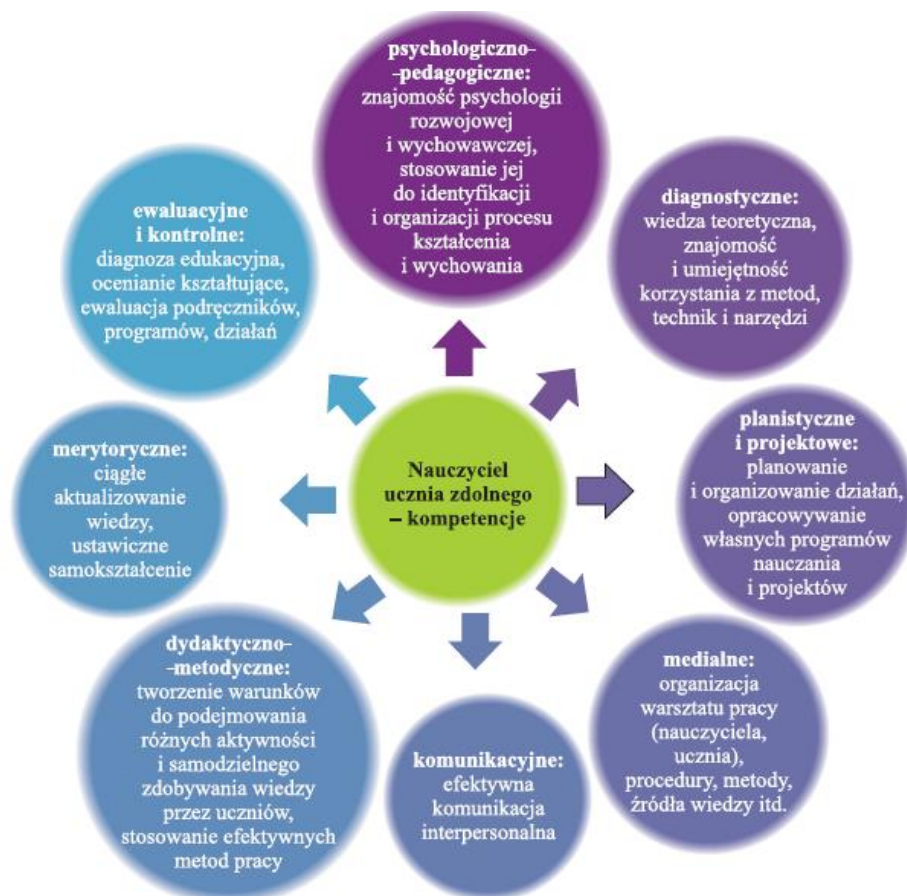 psychologiczno-
-pedagogiczne:
znajomość psychologii
rozwojowej
i wychowawczej,
stosowanie jej
do identyfikacji
i organizacji procesu
kształcenia
i wychowania
diagnostyczne:
wiedza teoretyczna,
znajomość
i umiejętność
korzystania z metod,
technik i narzędzi
planistyczne
i projektowe:
planowanie
i organizowanie działań,
opracowywanie
własnych programów
nauczania
i projektów
medialne:
organizacja
warsztatu pracy
(nauczyciela,
ucznia),
procedury, metody,
źródła wiedzy itd.
komunikacyjne:
efektywna
komunikacja
interpersonalna
dydaktyczno-
-metodyczne:
tworzenie warunków
do podejmowania
różnych aktywności
i samodzielnego
zdobywania wiedzy
przez uczniów,
stosowanie efektywnych
metod pracy
merytoryczne:
ciągłe
aktualizowanie
wiedzy,
ustawiczne
samokształcenie
ewaluacyjne
i kontrolne:
diagnoza edukacyjna,
ocenianie kształtujące,
ewaluacja podręczników,
programów, działań
Nauczyciel
ucznia zdolnego
– kompetencje